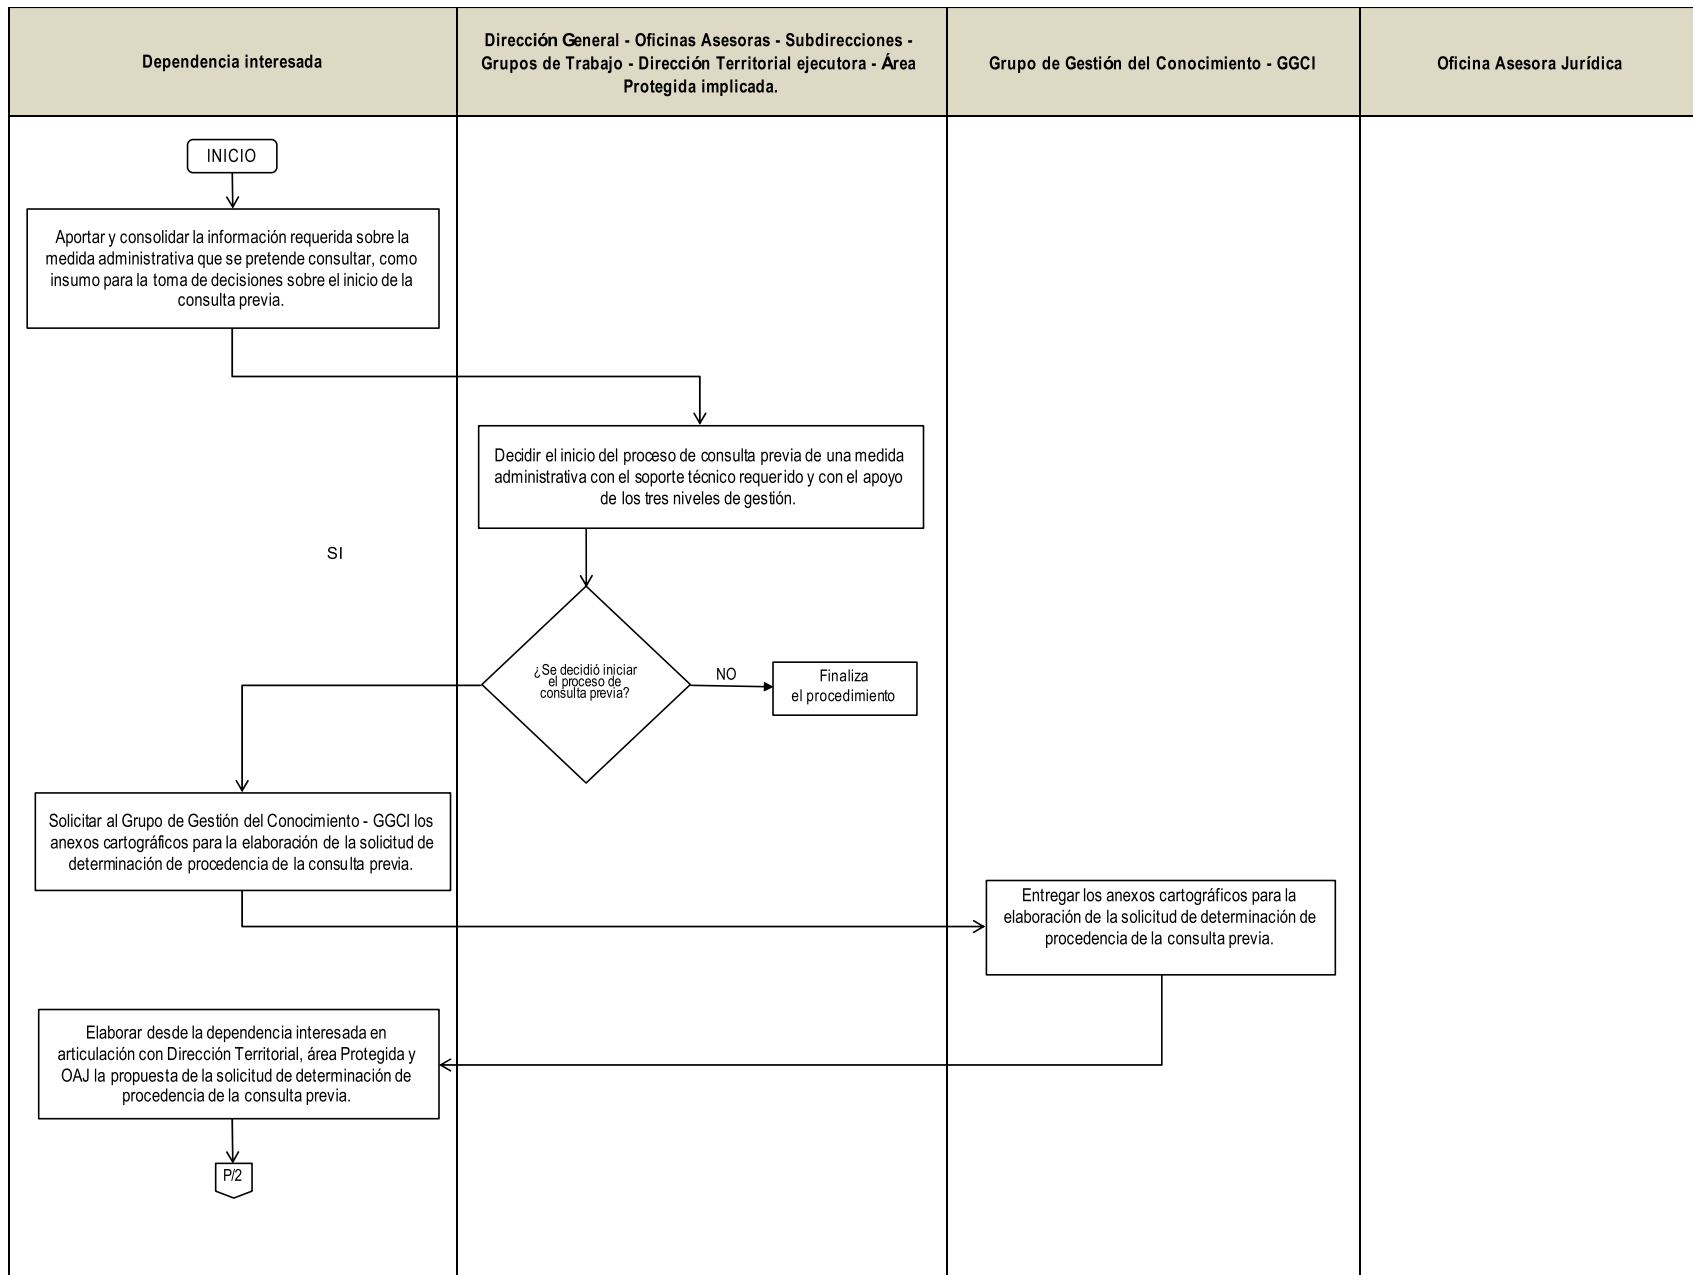 Dependencia interesada
Dirección General - Oficinas Asesoras - Subdirecciones -
Grupos de Trabajo - Dirección Territorial ejecutora - Área
Protegida implicada.
Grupo de Gestión del Conocimiento - GGCI
Oficina Asesora Jurídica
INICIO
Aportar y consolidar la información requerida sobre la
medida administrativa que se pretende consultar, como
insumo para la toma de decisiones sobre el inicio de la
consulta previa.
Decidir el inicio del proceso de consulta previa de una medida
administrativa con el soporte técnico requerido y con el apoyo
de los tres niveles de gestión.
SI
¿Se decidió iniciar
el proceso de
consulta previa?
NO
Finaliza
el procedimiento
Solicitar al Grupo de Gestión del Conocimiento - GGCI los
anexos cartográficos para la elaboración de la solicitud de
determinación de procedencia de la consulta previa.
Entregar los anexos cartográficos para la
elaboración de la solicitud de determinación de
procedencia de la consulta previa.
Elaborar desde la dependencia interesada en
articulación con Dirección Territorial, área Protegida y
OAJ la propuesta de la solicitud de determinación de
procedencia de la consulta previa.
P/2